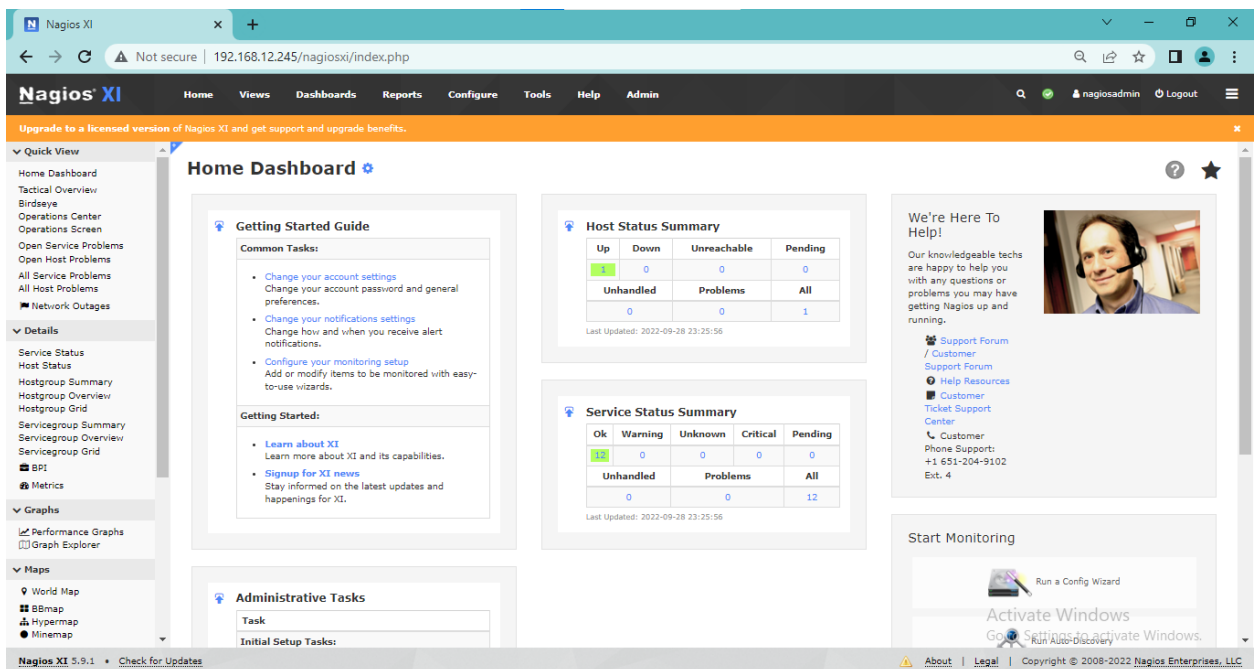 Nagios XI
Not secure | 192.168.12.245/nagiosxi/index.php
Nagios XI
Home Views Dashboards Reports Configure Tools Help Admin
nagiosadmin Logout
Upgrade to a licensed version of Nagios XI and get support and upgrade benefits.
Quick View
Home Dashboard
Tactical Overview
Birdseye
Operations Center
Operations Screen
Open Service Problems
Open Host Problems
All Service Problems
All Host Problems
Network Outages
Details
Service Status
Host Status
Hostgroup Summary
Hostgroup Overview
Hostgroup Grid
Servicegroup Summary
Servicegroup Overview
Servicegroup Grid
BPI
Metrics
Graphs
Performance Graphs
Graph Explorer
Maps
World Map
BBmap
Hypermap
Minemap
Home Dashboard
Getting Started Guide
Common Tasks:
Change your account settings
Change your account password and general
preferences.
Change your notifications settings
Change how and when you receive alert
notifications.
Configure your monitoring setup
Add or modify items to be monitored with easy-
to-use wizards.
Getting Started:
Learn about XI
Learn more about XI and its capabilities.
Signup for XI news
Stay informed on the latest updates and
happenings for XI.
Administrative Tasks
Task
Initial Setup Tasks:
Host Status Summary
Up Down Unreachable Pending
1 0 0 0
Unhandled Problems All
0 0 1
Last Updated: 2022-09-28 23:25:56
Service Status Summary
Ok Warning Unknown Critical Pending
12 0 0 0 0
Unhandled Problems All
0 0 12
Last Updated: 2022-09-28 23:25:56
We're Here To
Help!
Our knowledgeable techs
are happy to help you
with any questions or
problems you may have
getting Nagios up and
running.
Support Forum
/ Customer
Support Forum
Help Resources
Customer
Ticket Support
Center
Customer
Phone Support:
+1 651-204-9102
Ext. 4
Start Monitoring
Run a Config Wizard
Run Auto-Discovery
Activate Windows
Go to Settings to activate Windows.
Nagios XI 5.9.1 • Check for Updates
About | Legal | Copyright © 2008-2022 Nagios Enterprises, LLC